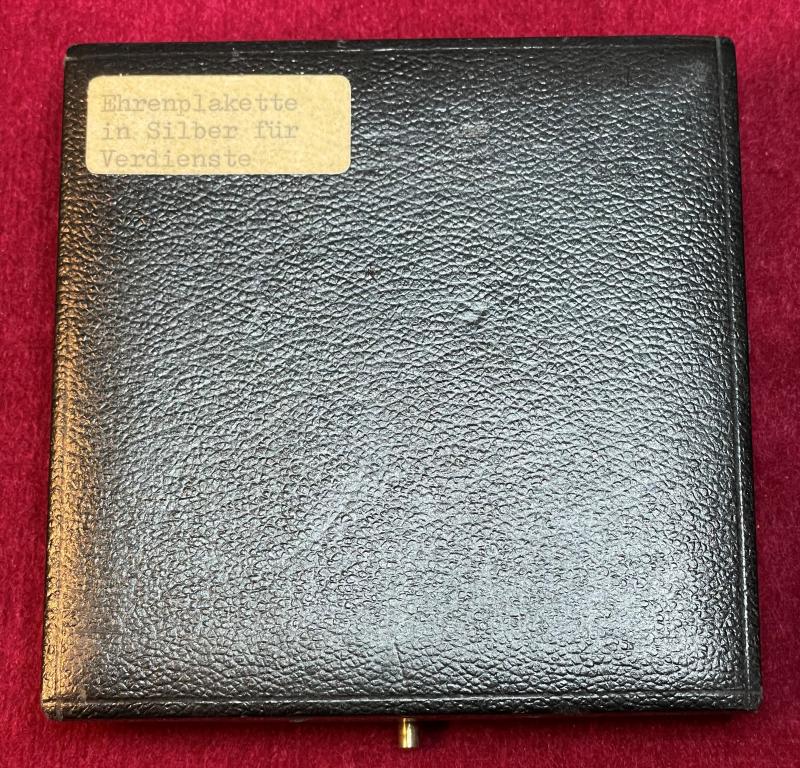 Ehrenplakette
in Silber für
Verdienste